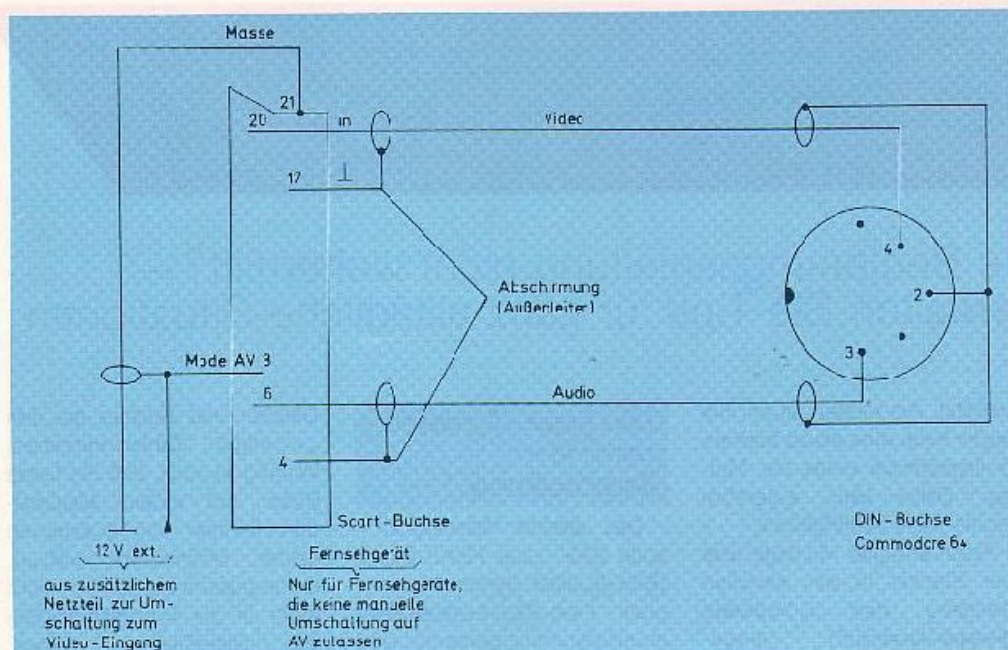 Masse
21
20
in
Video
17
4
Abschirmung
(Außenleiter)
2
3
Mode AV 8
6
Audio
4
Scart-Buchse
DIN-Buchse
Commodore 64
12 V ext.
aus zusätzlichem
Netzteil zur Um-
schaltung zum
Video-Eingang
Fernsehgerät
Nur für Fernsehgeräte,
die keine manuelle
Umschaltung auf
AV zulassen